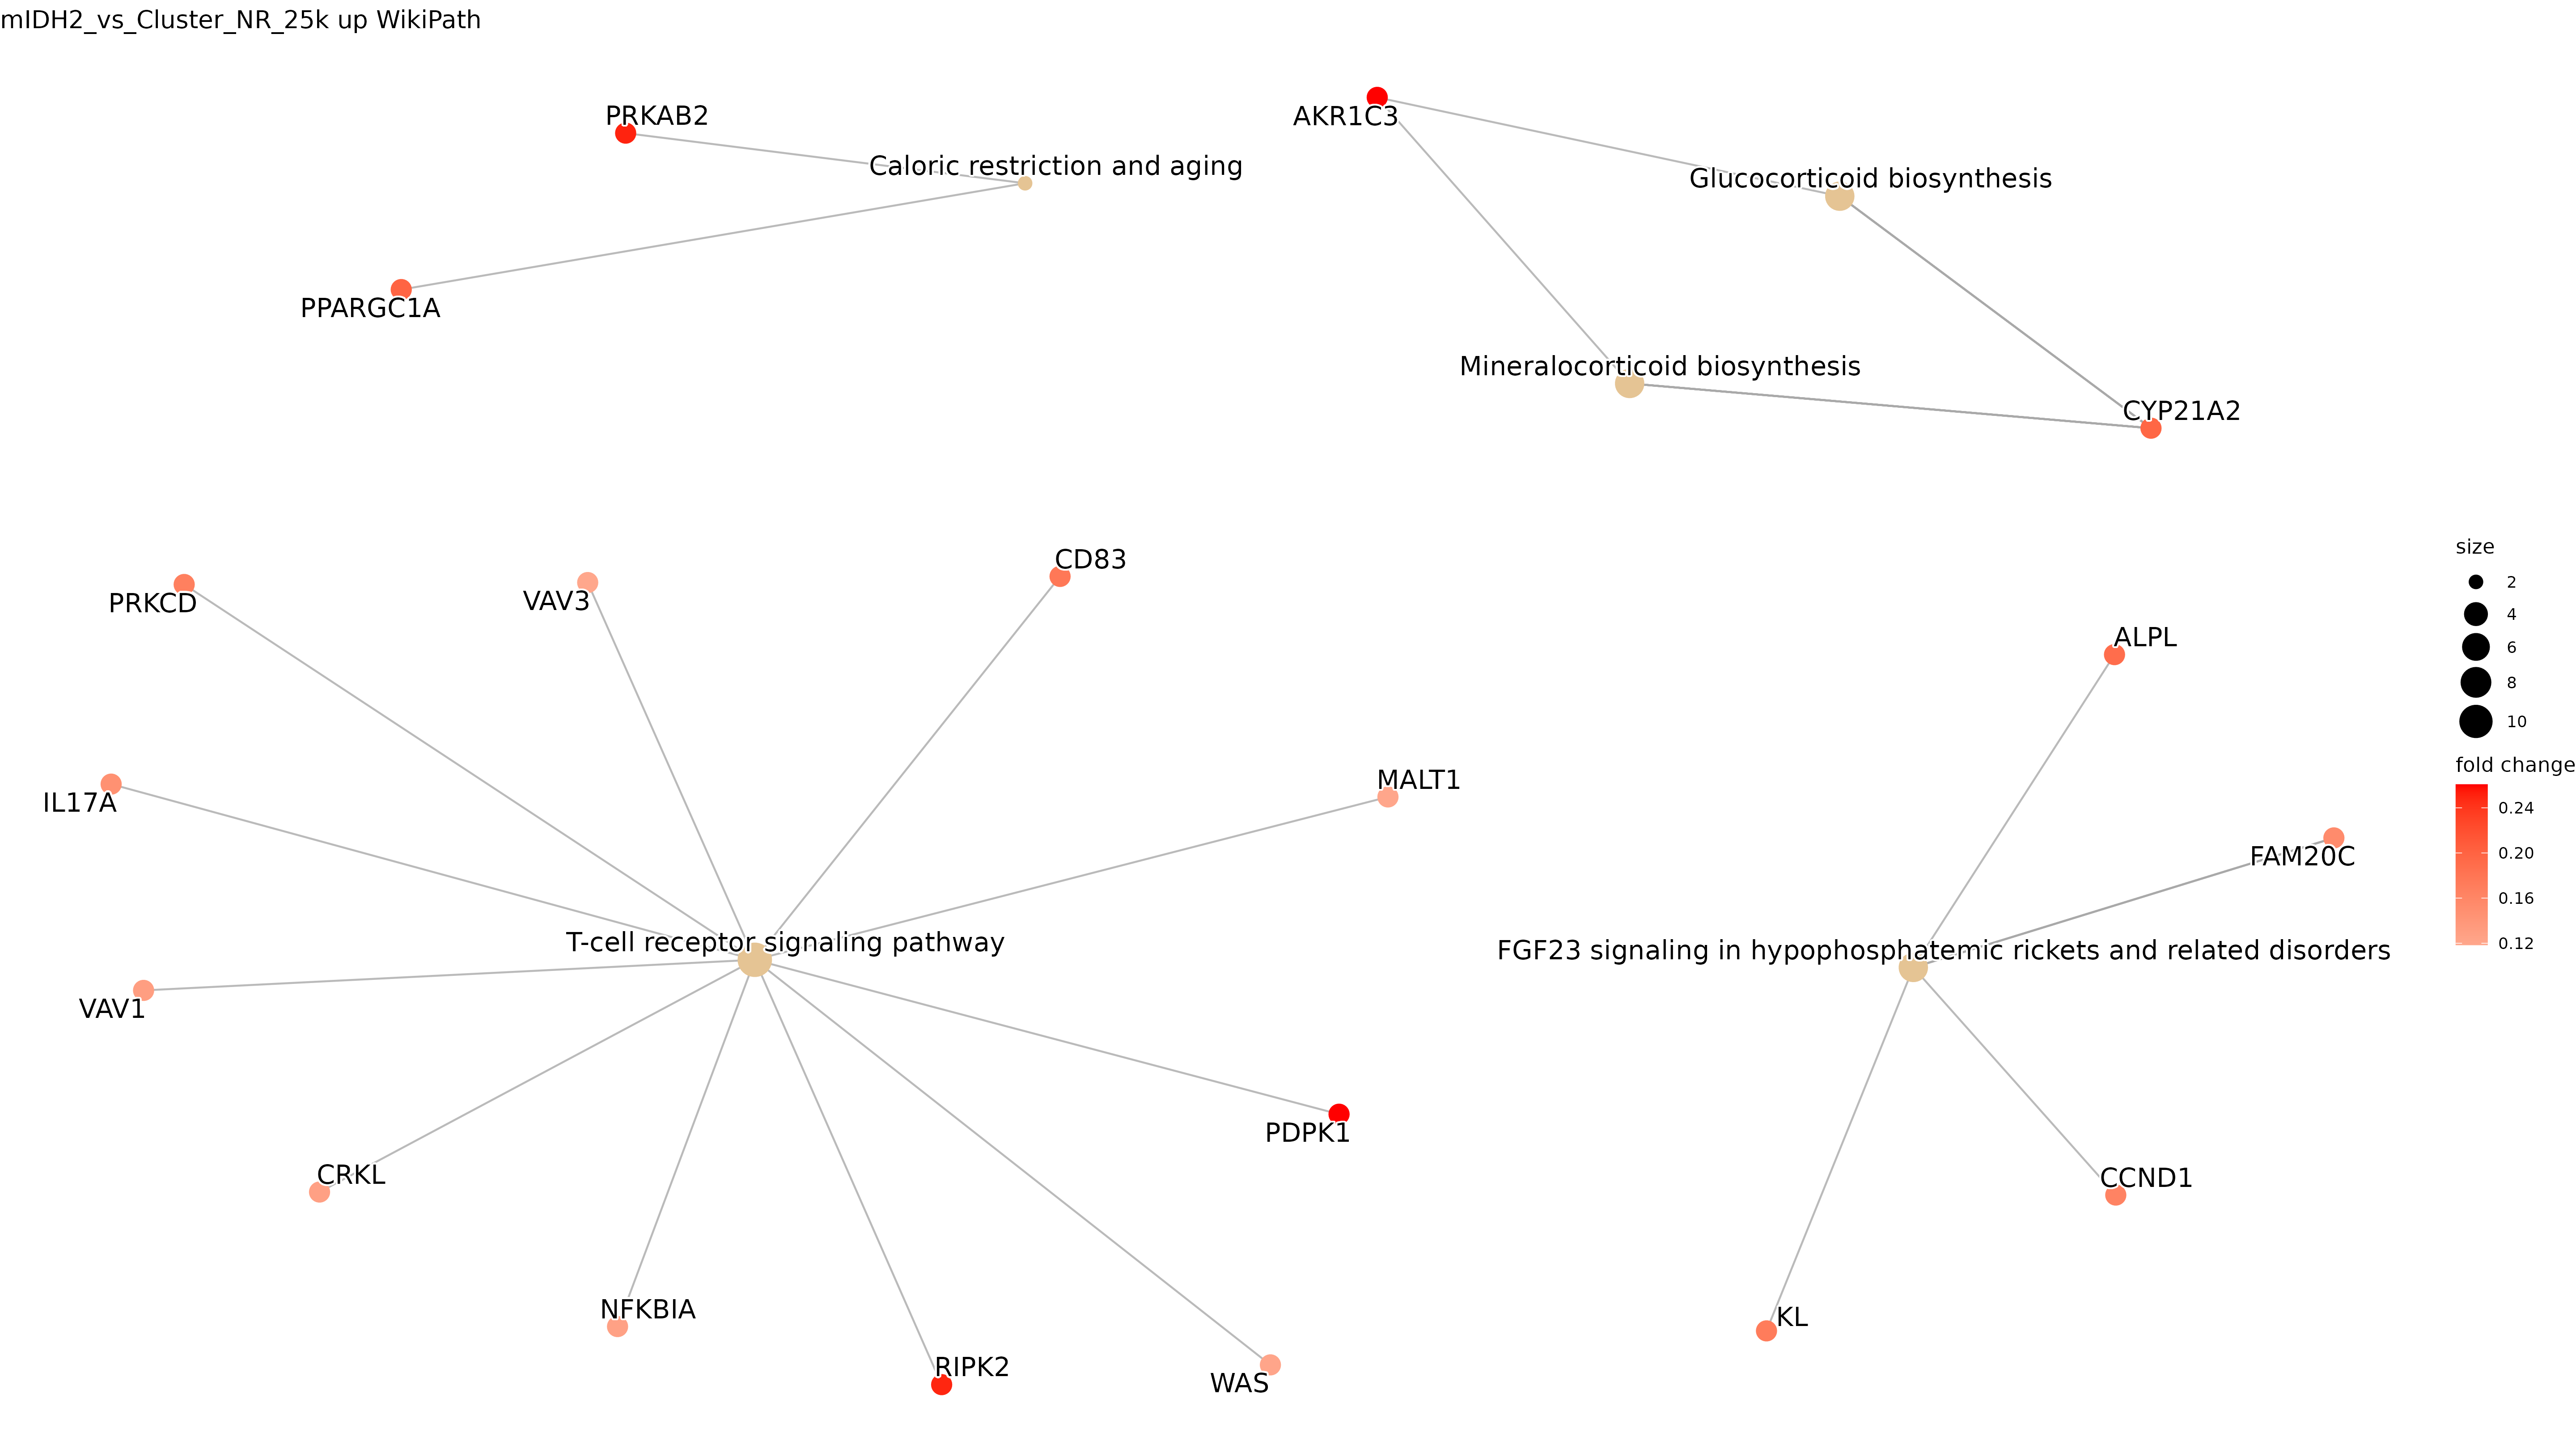 mIDH2_vs_Cluster_NR_25k up WikiPath
PRKAB2
AKR1C3
Caloric restriction and aging
Glucocorticoid biosynthesis
PPARGC1A
Mineralocorticoid biosynthesis
CYP21A2
CD83
PRKCD
VAV3
ALPL
MALT1
IL17A
FAM20C
T-cell receptor signaling pathway
FGF23 signaling in hypophosphatemic rickets and related disorders
VAV1
PDPK1
CRKL
CCND1
NFKBIA
KL
RIPK2
WAS
size
2
4
6
8
10
fold change
0.24
0.20
0.16
0.12